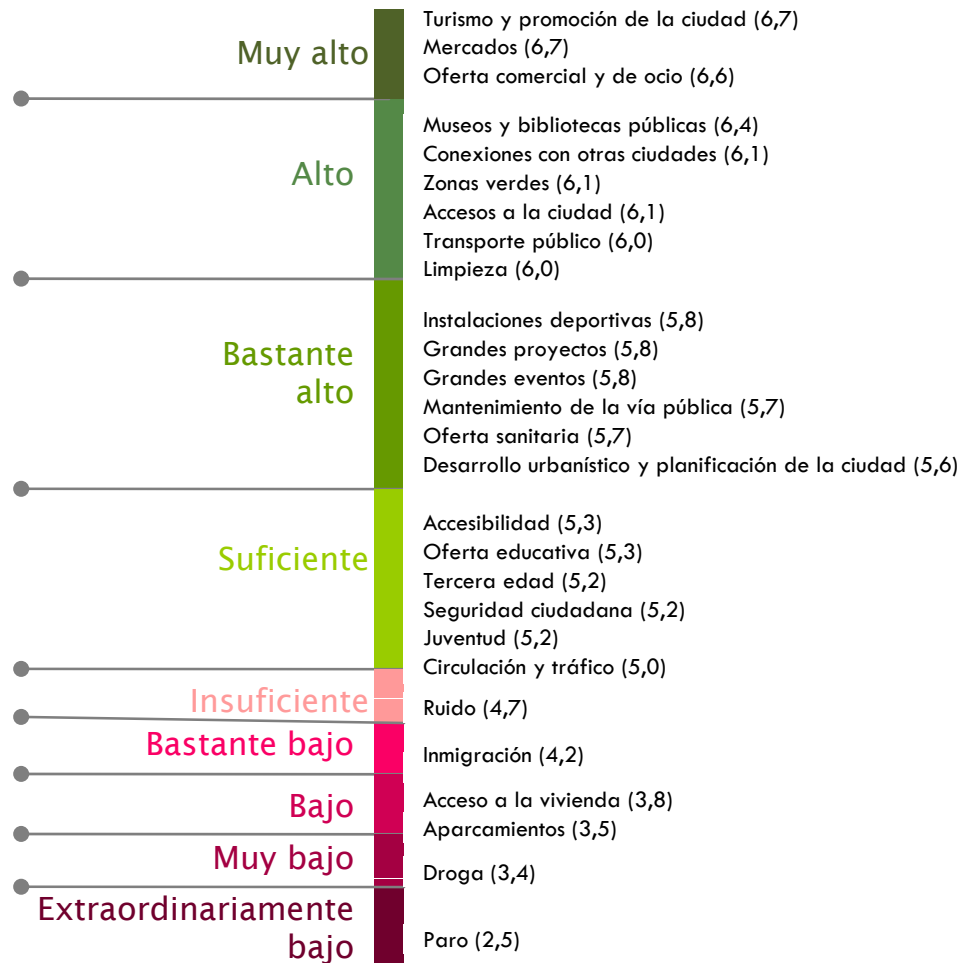 Muy alto
Turismo y promoción de la ciudad (6,7)
Mercados (6,7)
Oferta comercial y de ocio (6,6)
Alto
Museos y bibliotecas públicas (6,4)
Conexiones con otras ciudades (6,1)
Zonas verdes (6,1)
Accesos a la ciudad (6,1)
Transporte público (6,0)
Limpieza (6,0)
Bastante
alto
Instalaciones deportivas (5,8)
Grandes proyectos (5,8)
Grandes eventos (5,8)
Mantenimiento de la vía pública (5,7)
Oferta sanitaria (5,7)
Desarrollo urbanístico y planificación de la ciudad (5,6)
Suficiente
Accesibilidad (5,3)
Oferta educativa (5,3)
Tercera edad (5,2)
Seguridad ciudadana (5,2)
Juventud (5,2)
Circulación y tráfico (5,0)
Insuficiente
Ruido (4,7)
Bastante bajo
Inmigración (4,2)
Bajo
Acceso a la vivienda (3,8)
Aparcamientos (3,5)
Muy bajo
Droga (3,4)
Extraordinariamente
bajo
Paro (2,5)